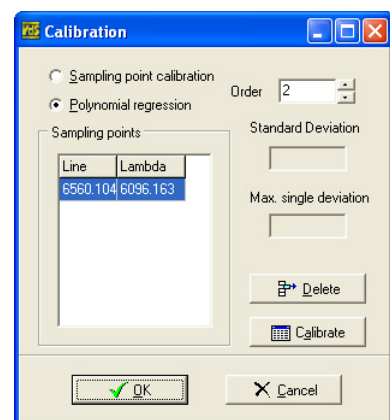 Calibration
Sampling point calibration
Polynomial regression
Order 2
Sampling points
Line Lambda
6560.104 6096.163
Standard Deviation
Max. single deviation
Delete
Calibrate
OK
Cancel